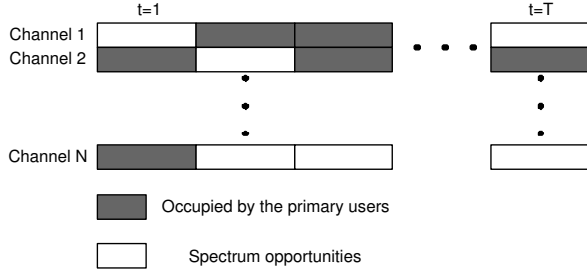 t=1 t=T
Channel 1
Channel 2
Channel N
Occupied by the primary users
Spectrum opportunities